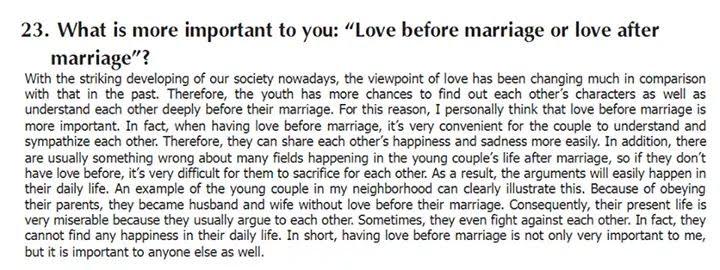 23. What is more important to you: “Love before marriage or love after
marriage”?
With the striking developing of our society nowadays, the viewpoint of love has been changing much in comparison
with that in the past. Therefore, the youth has more chances to find out each other’s characters as well as
understand each other deeply before their marriage. For this reason, I personally think that love before marriage is
more important. In fact, when having love before marriage, it’s very convenient for the couple to understand and
sympathize each other. Therefore, they can share each other’s happiness and sadness more easily. In addition, there
are usually something wrong about many fields happening in the young couple’s life after marriage, so if they don’t
have love before, it’s very difficult for them to sacrifice for each other. As a result, the arguments will easily happen in
their daily life. An example of the young couple in my neighborhood can clearly illustrate this. Because of obeying
their parents, they became husband and wife without love before their marriage. Consequently, their present life is
very miserable because they usually argue to each other. Sometimes, they even fight against each other. In fact, they
cannot find any happiness in their daily life. In short, having love before marriage is not only very important to me,
but it is important to anyone else as well.